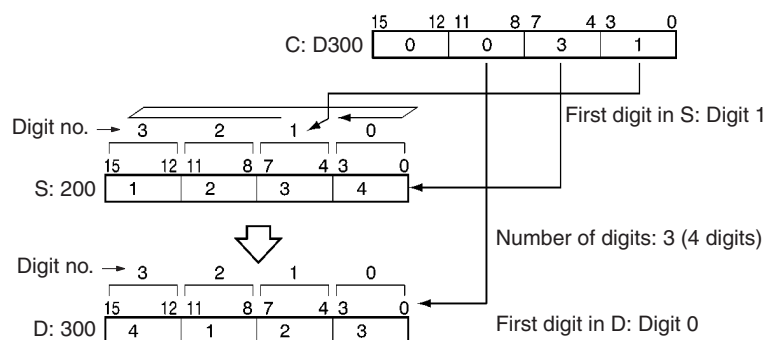 15 12 11 8 7 4 3 0
C: D300 0 0 3 1
First digit in S: Digit 1
Digit no. 3 2 1 0
15 12 11 8 7 4 3 0
S: 200 1 2 3 4
Number of digits: 3 (4 digits)
Digit no. 3 2 1 0
15 12 11 8 7 4 3 0
D: 300 4 1 2 3
First digit in D: Digit 0